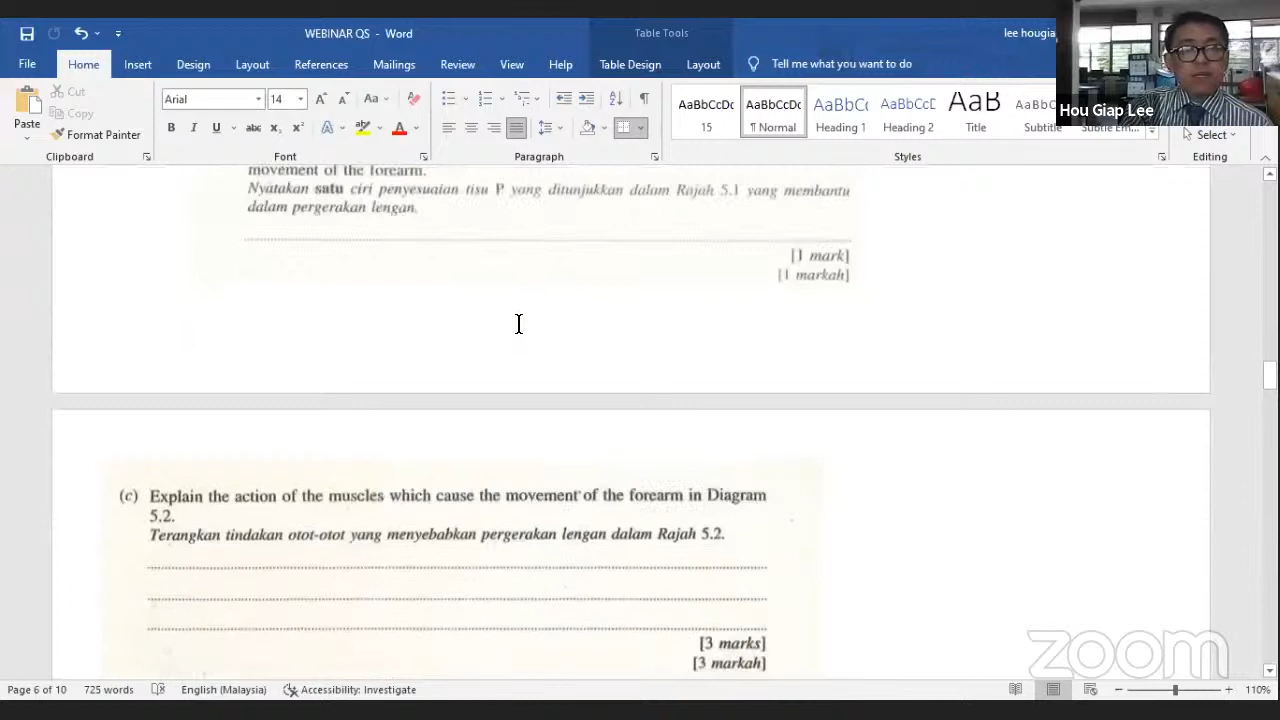 WEBINAR QS - Word
Table Tools
lee hougia
File
Home
Insert
Design
Layout
References
Mailings
Review
View
Help
Table Design
Layout
Tell me what you want to do
Hou Giap Lee
Paste
Cut
Copy
Format Painter
Clipboard
Arial
14
Font
Paragraph
AaBbCcDc
15
AaBbCcDc
¶ Normal
AaBbC
Heading 1
AaBbCcD
Heading 2
AaB
Title
AaBbC
Subtitle
Subtle Em...
Styles
Select
Editing
movement of the forearm.
Nyatakan satu ciri penyesuaian tisu P yang ditunjukkan dalam Rajah 5.1 yang membantu
dalam pergerakan lengan.
[1 mark]
[1 markah]
(c) Explain the action of the muscles which cause the movement of the forearm in Diagram
5.2.
Terangkan tindakan otot-otot yang menyebabkan pergerakan lengan dalam Rajah 5.2.
[3 marks]
[3 markah]
zoom
Page 6 of 10
725 words
English (Malaysia)
Accessibility: Investigate
110%